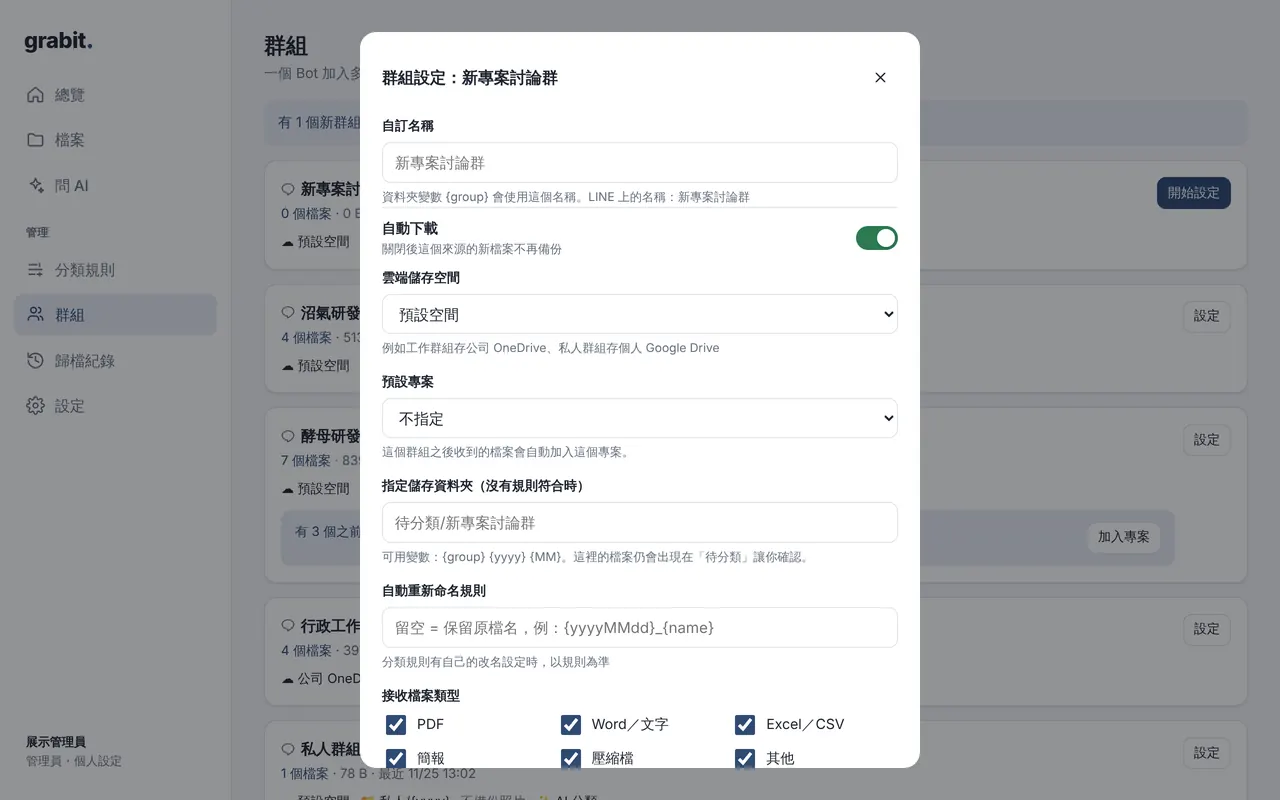 grabit.
總覽
檔案
問 AI
管理
分類規則
群組
歸檔紀錄
設定
展示管理員
管理員・個人設定
群組
一個 Bot 加入多
有 1 個新群組
新專案討
0 個檔案 · 0 B
預設空間
開始設定
沼氣研發
4 個檔案 · 513
預設空間
設定
酵母研發
7 個檔案 · 839
預設空間
設定
有 3 個之前
加入專案
行政工作
4 個檔案 · 39
公司 OneD
設定
私人群組
1 個檔案 · 78 B · 最近 11/25 13:02
設定
群組設定：新專案討論群
自訂名稱
新專案討論群
資料夾變數 {group} 會使用這個名稱。LINE 上的名稱：新專案討論群
自動下載
關閉後這個來源的新檔案不再備份
雲端儲存空間
預設空間
例如工作群組存公司 OneDrive、私人群組存個人 Google Drive
預設專案
不指定
這個群組之後收到的檔案會自動加入這個專案。
指定儲存資料夾（沒有規則符合時）
待分類/新專案討論群
可用變數：{group} {yyyy} {MM}。這裡的檔案仍會出現在「待分類」讓你確認。
自動重新命名規則
留空 = 保留原檔名，例：{yyyyMMdd}_{name}
分類規則有自己的改名設定時，以規則為準
接收檔案類型
PDF
Word／文字
Excel／CSV
簡報
壓縮檔
其他